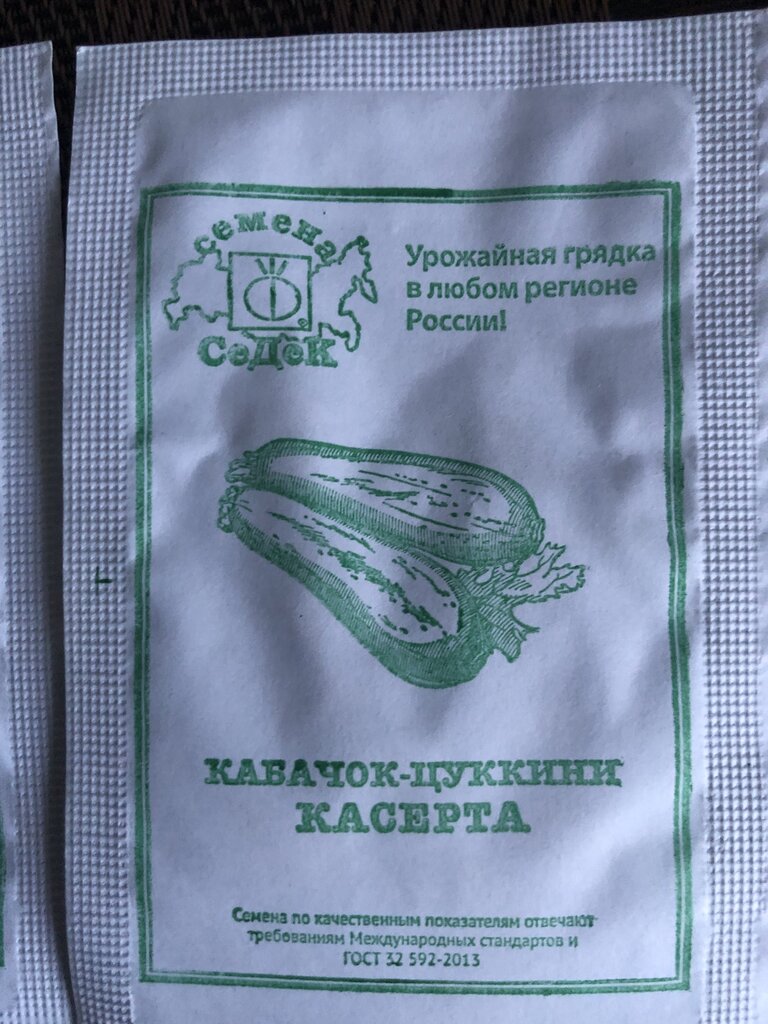 семена
СеДеК
Урожайная грядка
в любом регионе
России!
КАБАЧОК-ЦУККИНИ
КАСЕРТА
Семена по качественным показателям отвечают
требованиям Международных стандартов и
ГОСТ 32 592-2013